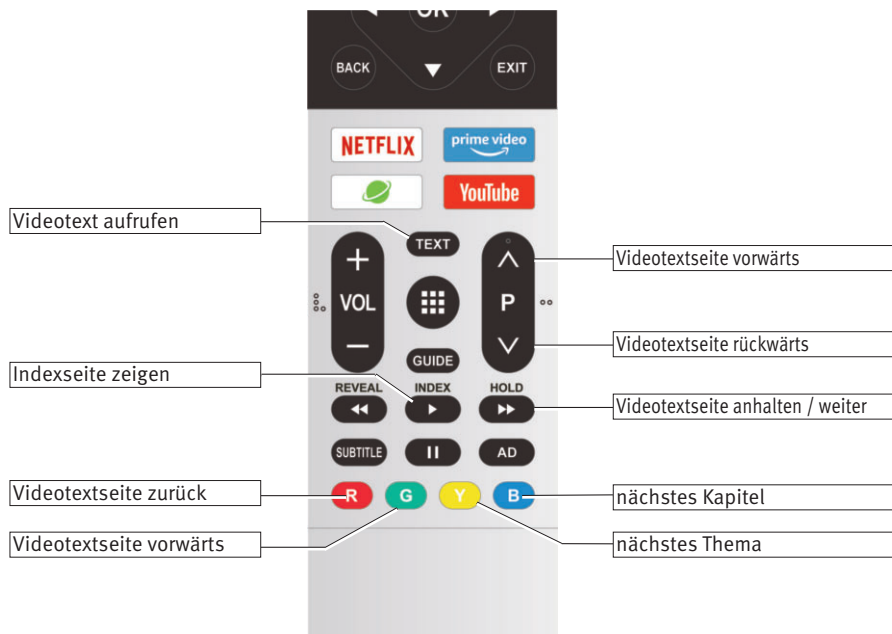 OK
BACK
EXIT
NETFLIX
prime video
YouTube
Videotext aufrufen
TEXT
Videotextseite vorwärts
+
VOL
−
P
Videotextseite rückwärts
GUIDE
Indexseite zeigen
REVEAL
INDEX
HOLD
Videotextseite anhalten / weiter
SUBTITLE
AD
Videotextseite zurück
R
G
Y
B
nächstes Kapitel
Videotextseite vorwärts
nächstes Thema